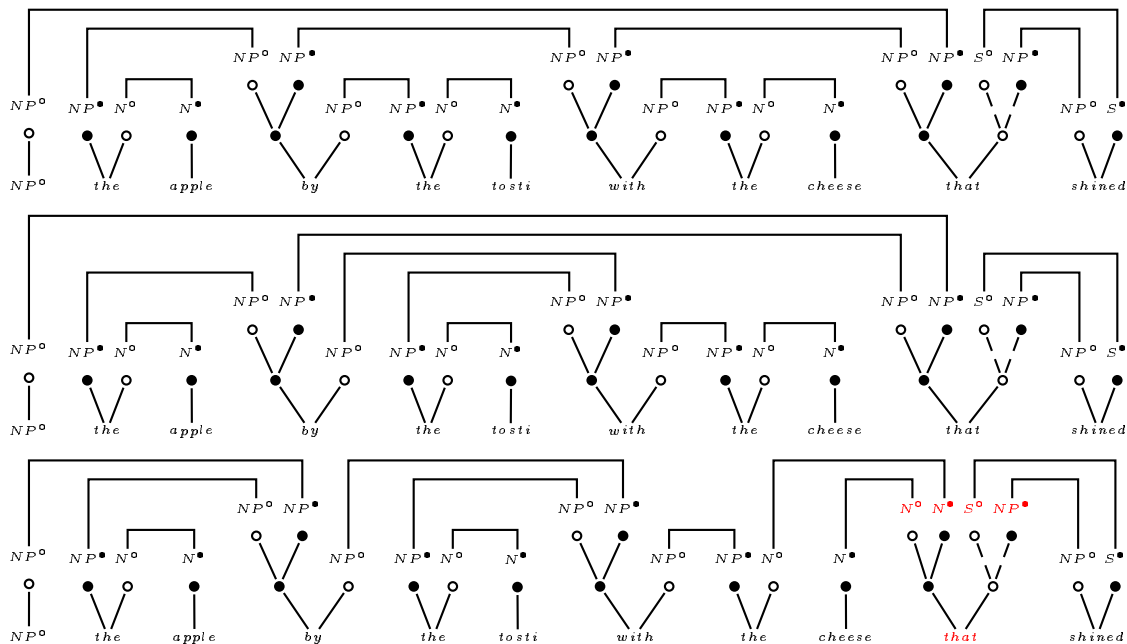 NP° NP• S° NP•
NP° NP•
NP° NP•
NP° NP• N° N• NP° NP• N° N• NP° NP• N° N• NP° S•
NP° the apple by the tosti with the cheese that shined
NP° NP• NP° NP• NP° NP• S° NP•
NP° NP• N° N• NP° NP• N° N• NP° NP• N° N• NP° S•
NP° the apple by the tosti with the cheese that shined
NP° NP• NP° NP• N° N• S° NP•
NP° NP• N° N• NP° NP• N° N• NP° NP• N° N• NP° S•
NP° the apple by the tosti with the cheese that shined